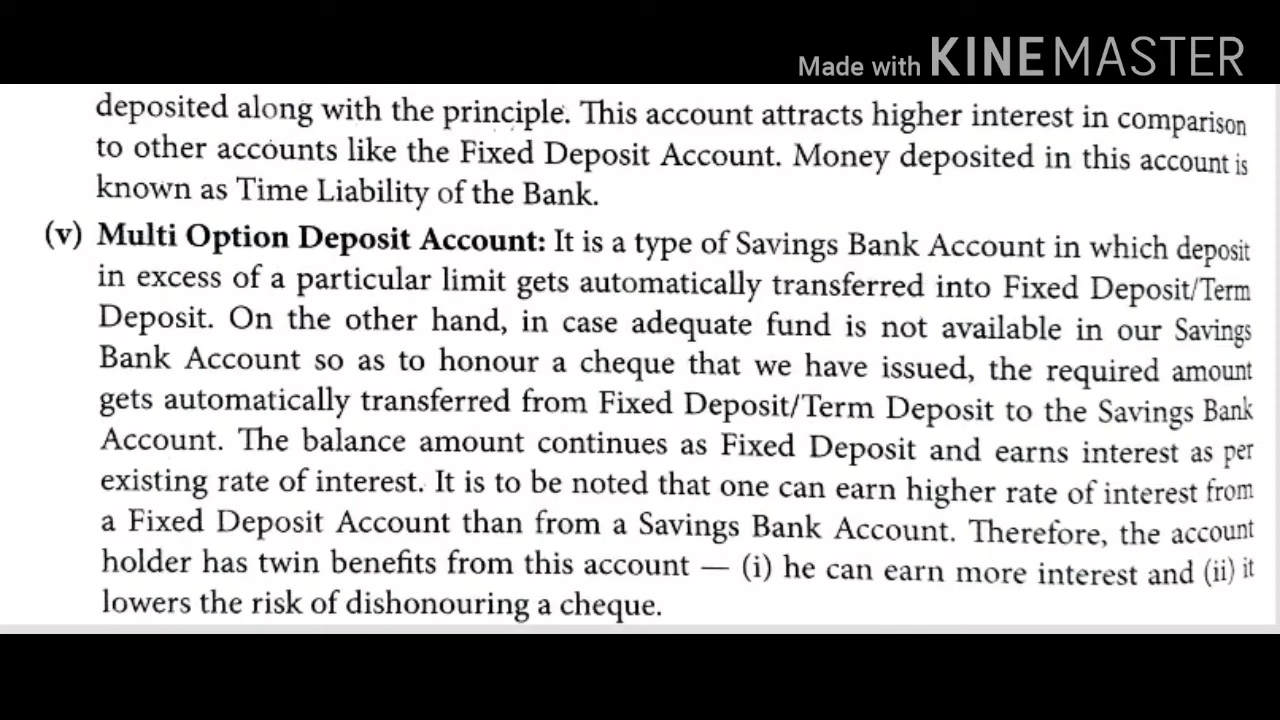 Made with KINEMASTER
deposited along with the principle. This account attracts higher interest in comparison
to other accounts like the Fixed Deposit Account. Money deposited in this account is
known as Time Liability of the Bank.
(v) Multi Option Deposit Account: It is a type of Savings Bank Account in which deposit
in excess of a particular limit gets automatically transferred into Fixed Deposit/Term
Deposit. On the other hand, in case adequate fund is not available in our Savings
Bank Account so as to honour a cheque that we have issued, the required amount
gets automatically transferred from Fixed Deposit/Term Deposit to the Savings Bank
Account. The balance amount continues as Fixed Deposit and earns interest as per
existing rate of interest. It is to be noted that one can earn higher rate of interest from
a Fixed Deposit Account than from a Savings Bank Account. Therefore, the account
holder has twin benefits from this account — (i) he can earn more interest and (ii) it
lowers the risk of dishonouring a cheque.